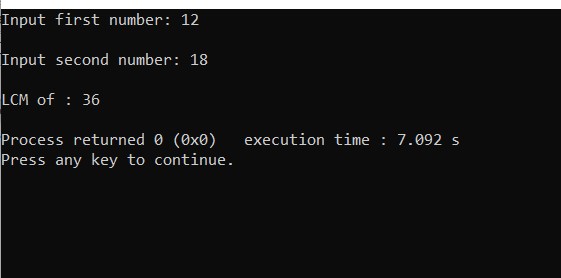 Input first number: 12
Input second number: 18
LCM of : 36
Process returned 0 (0x0)   execution time : 7.092 s
Press any key to continue.